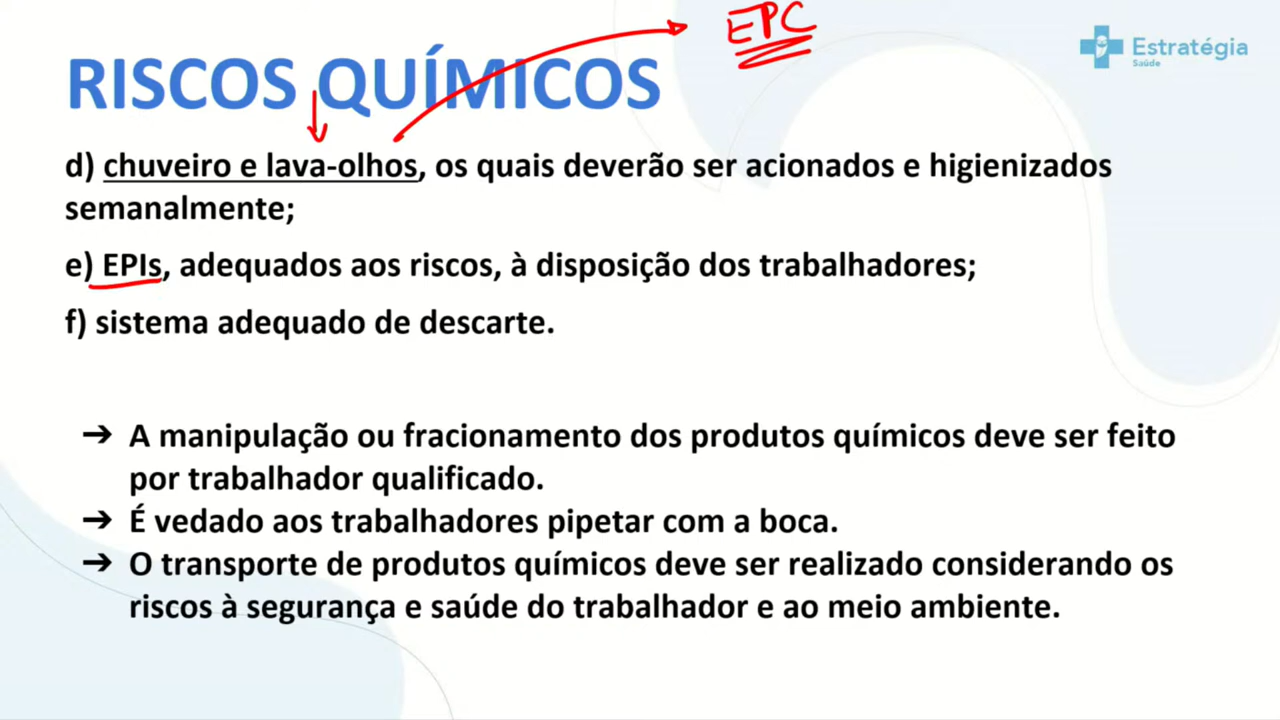 EPC
Estratégia
Saúde
RISCOS QUÍMICOS
d) chuveiro e lava-olhos, os quais deverão ser acionados e higienizados
semanalmente;
e) EPIs, adequados aos riscos, à disposição dos trabalhadores;
f) sistema adequado de descarte.
➔ A manipulação ou fracionamento dos produtos químicos deve ser feito
por trabalhador qualificado.
➔ É vedado aos trabalhadores pipetar com a boca.
➔ O transporte de produtos químicos deve ser realizado considerando os
riscos à segurança e saúde do trabalhador e ao meio ambiente.